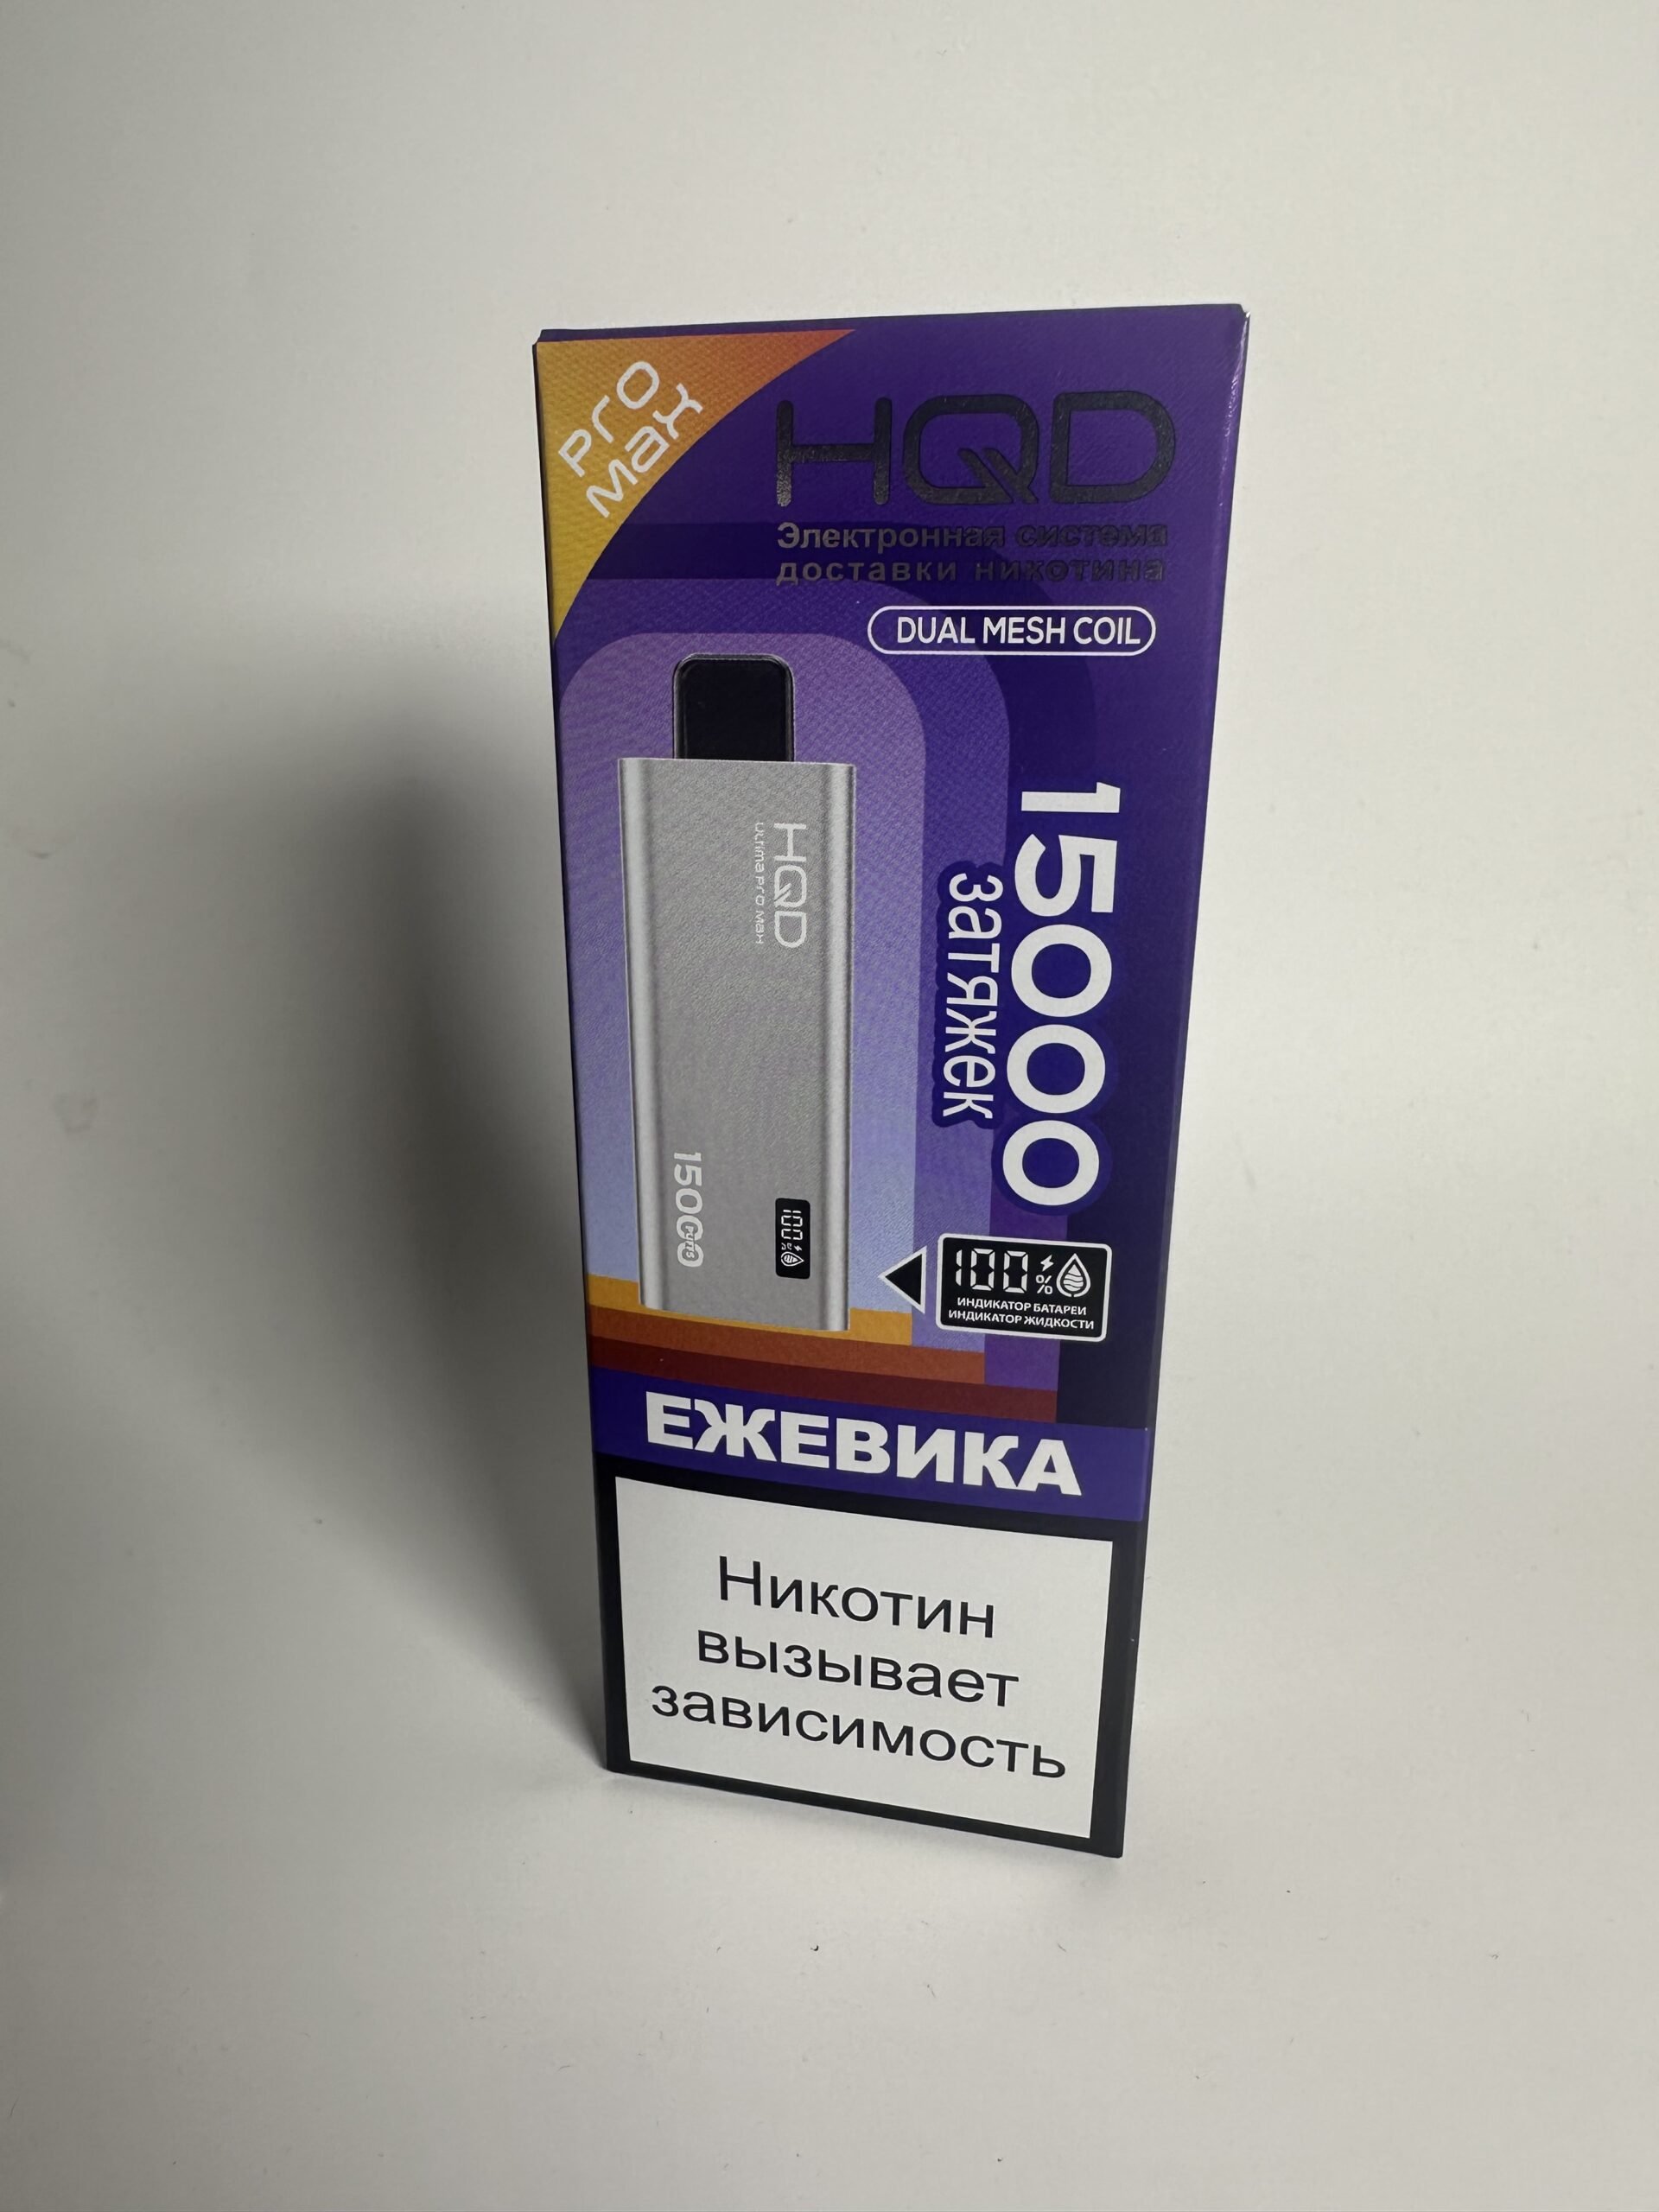 Pro
Max
HQD
Электронная система
доставки никотина
DUAL MESH COIL
HQD
Ultima Pro Max
15000
затяжек
15000
Puffs
100%
100%
ИНДИКАТОР БАТАРЕИ
ИНДИКАТОР ЖИДКОСТИ
ЕЖЕВИКА
Никотин
вызывает
зависимость